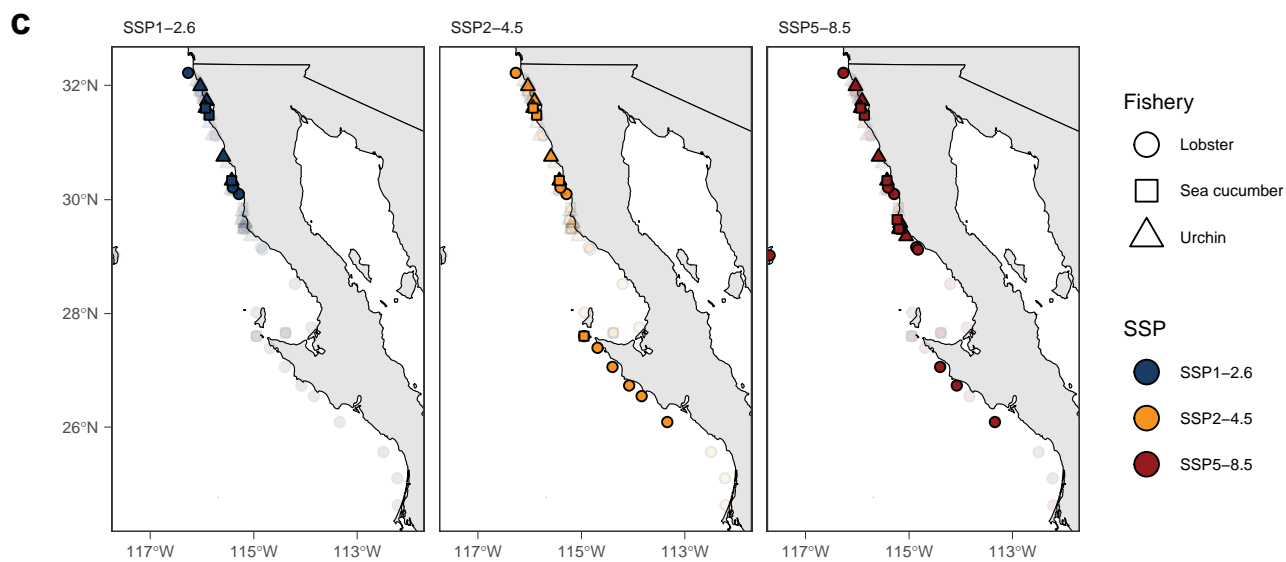 c
SSP1−2.6
SSP2−4.5
SSP5−8.5
32°N
30°N
28°N
26°N
117°W
115°W
113°W
117°W
115°W
113°W
117°W
115°W
113°W
Fishery
Lobster
Sea cucumber
Urchin
SSP
SSP1−2.6
SSP2−4.5
SSP5−8.5